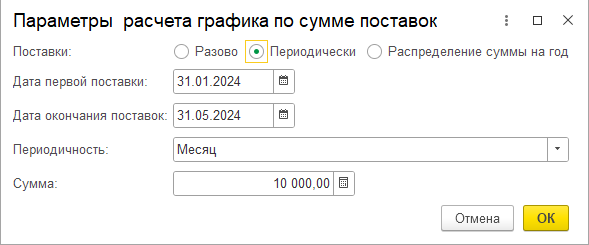 Параметры расчета графика по сумме поставок
Поставки: Разово Периодически Распределение суммы на год
Дата первой поставки: 31.01.2024
Дата окончания поставок: 31.05.2024
Периодичность: Месяц
Сумма: 10 000,00
Отмена ОК